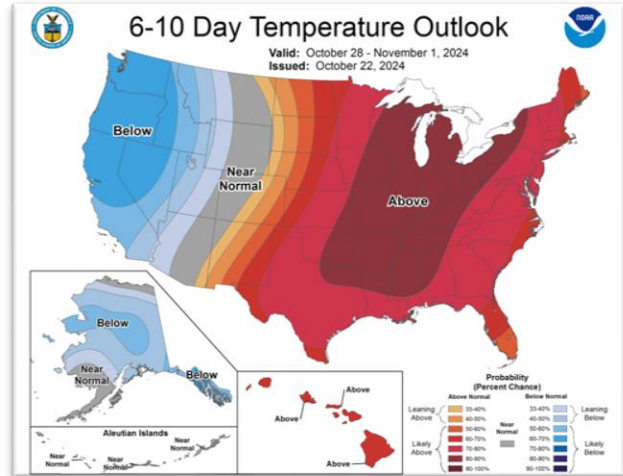 6-10 Day Temperature Outlook
Valid: October 28 - November 1, 2024
Issued: October 22, 2024
NOAA
Below
Near
Normal
Above
Below
Near
Normal
Below
Aleutian Islands
Near
Normal
Near
Normal
Near
Normal
Above
Above
Above
Probability
(Percent Chance)
Above Normal
Below Normal
Leaning
Above
Likely
Above
33-40%
40-50%
50-60%
60-70%
70-80%
80-90%
90-100%
Near
Normal
33-40%
40-50%
50-60%
60-70%
70-80%
80-90%
90-100%
Leaning
Below
Likely
Below